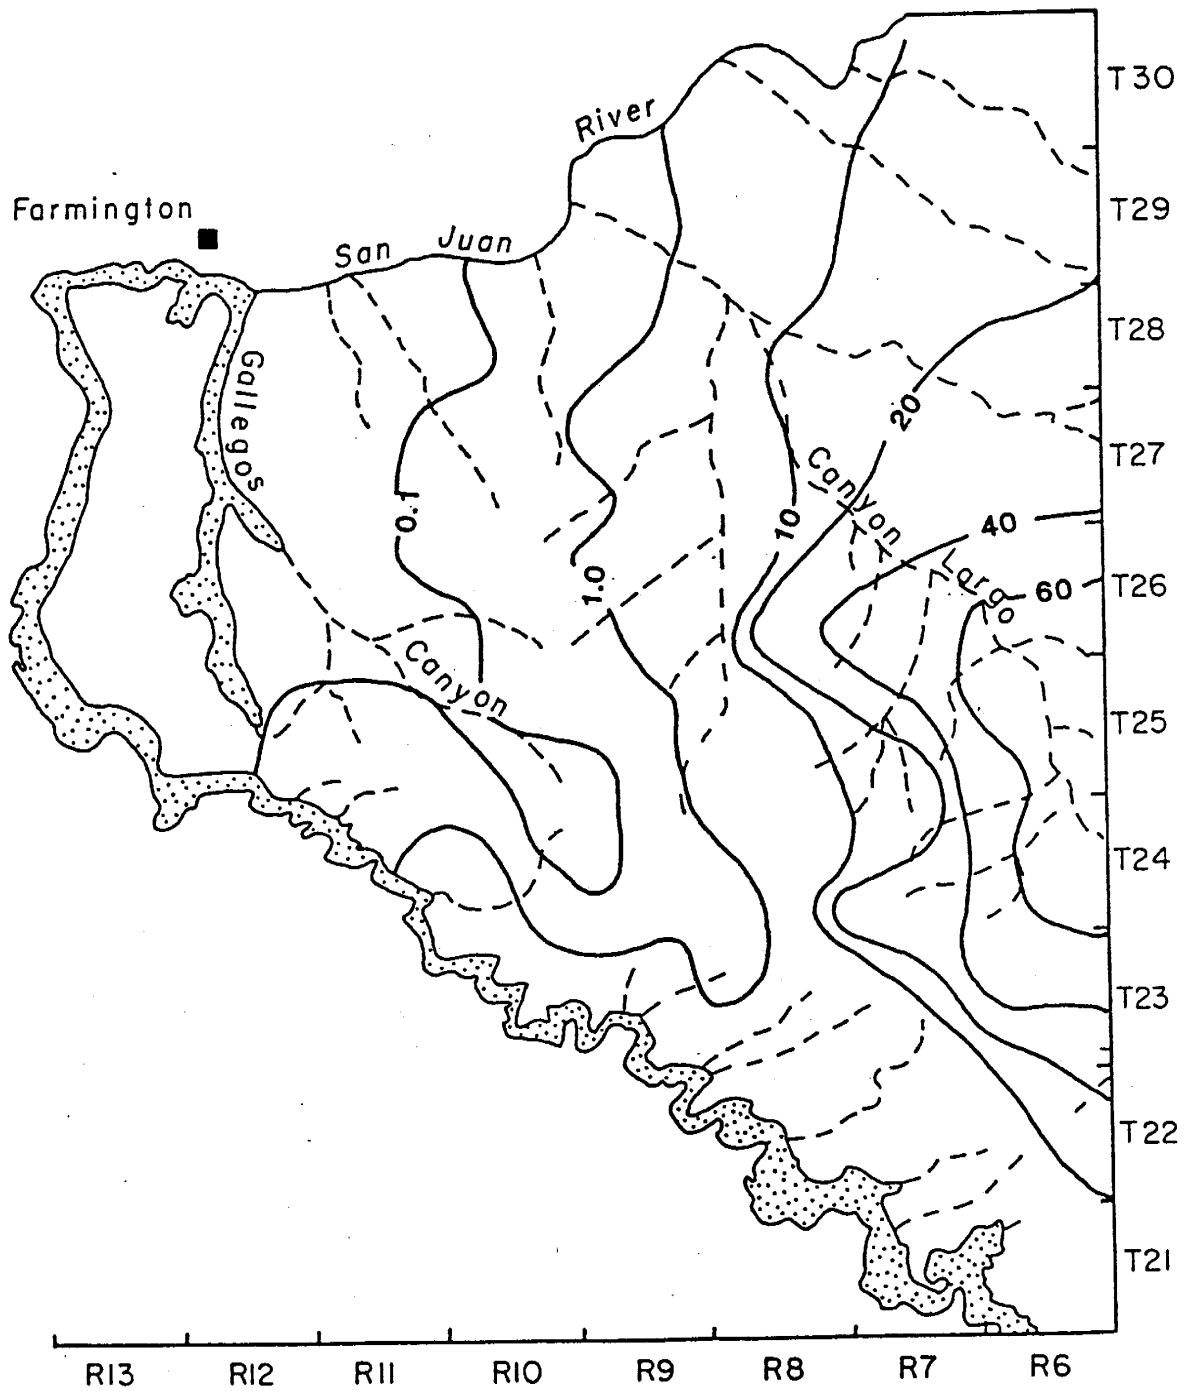 T30
River
Farmington
T29
San Juan
T28
Gallegos
20
T27
Canyon
0.1
10
40
Largo
T26
1.0
60
Canyon
T25
T24
T23
T22
T21
R13 R12 R11 R10 R9 R8 R7 R6